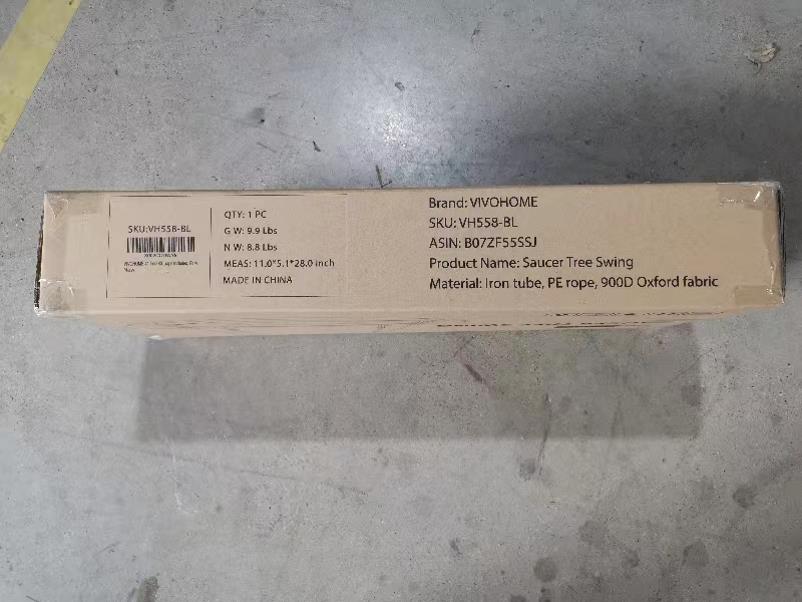 SKU:VH558-BL
QTY: 1 PC
G W: 9.9 Lbs
N W: 8.8 Lbs
MEAS: 11.0*5.1*28.0 inch
MADE IN CHINA
Brand: VIVOHOME
SKU: VH558-BL
ASIN: B07ZF55SSJ
Product Name: Saucer Tree Swing
Material: Iron tube, PE rope, 900D Oxford fabric